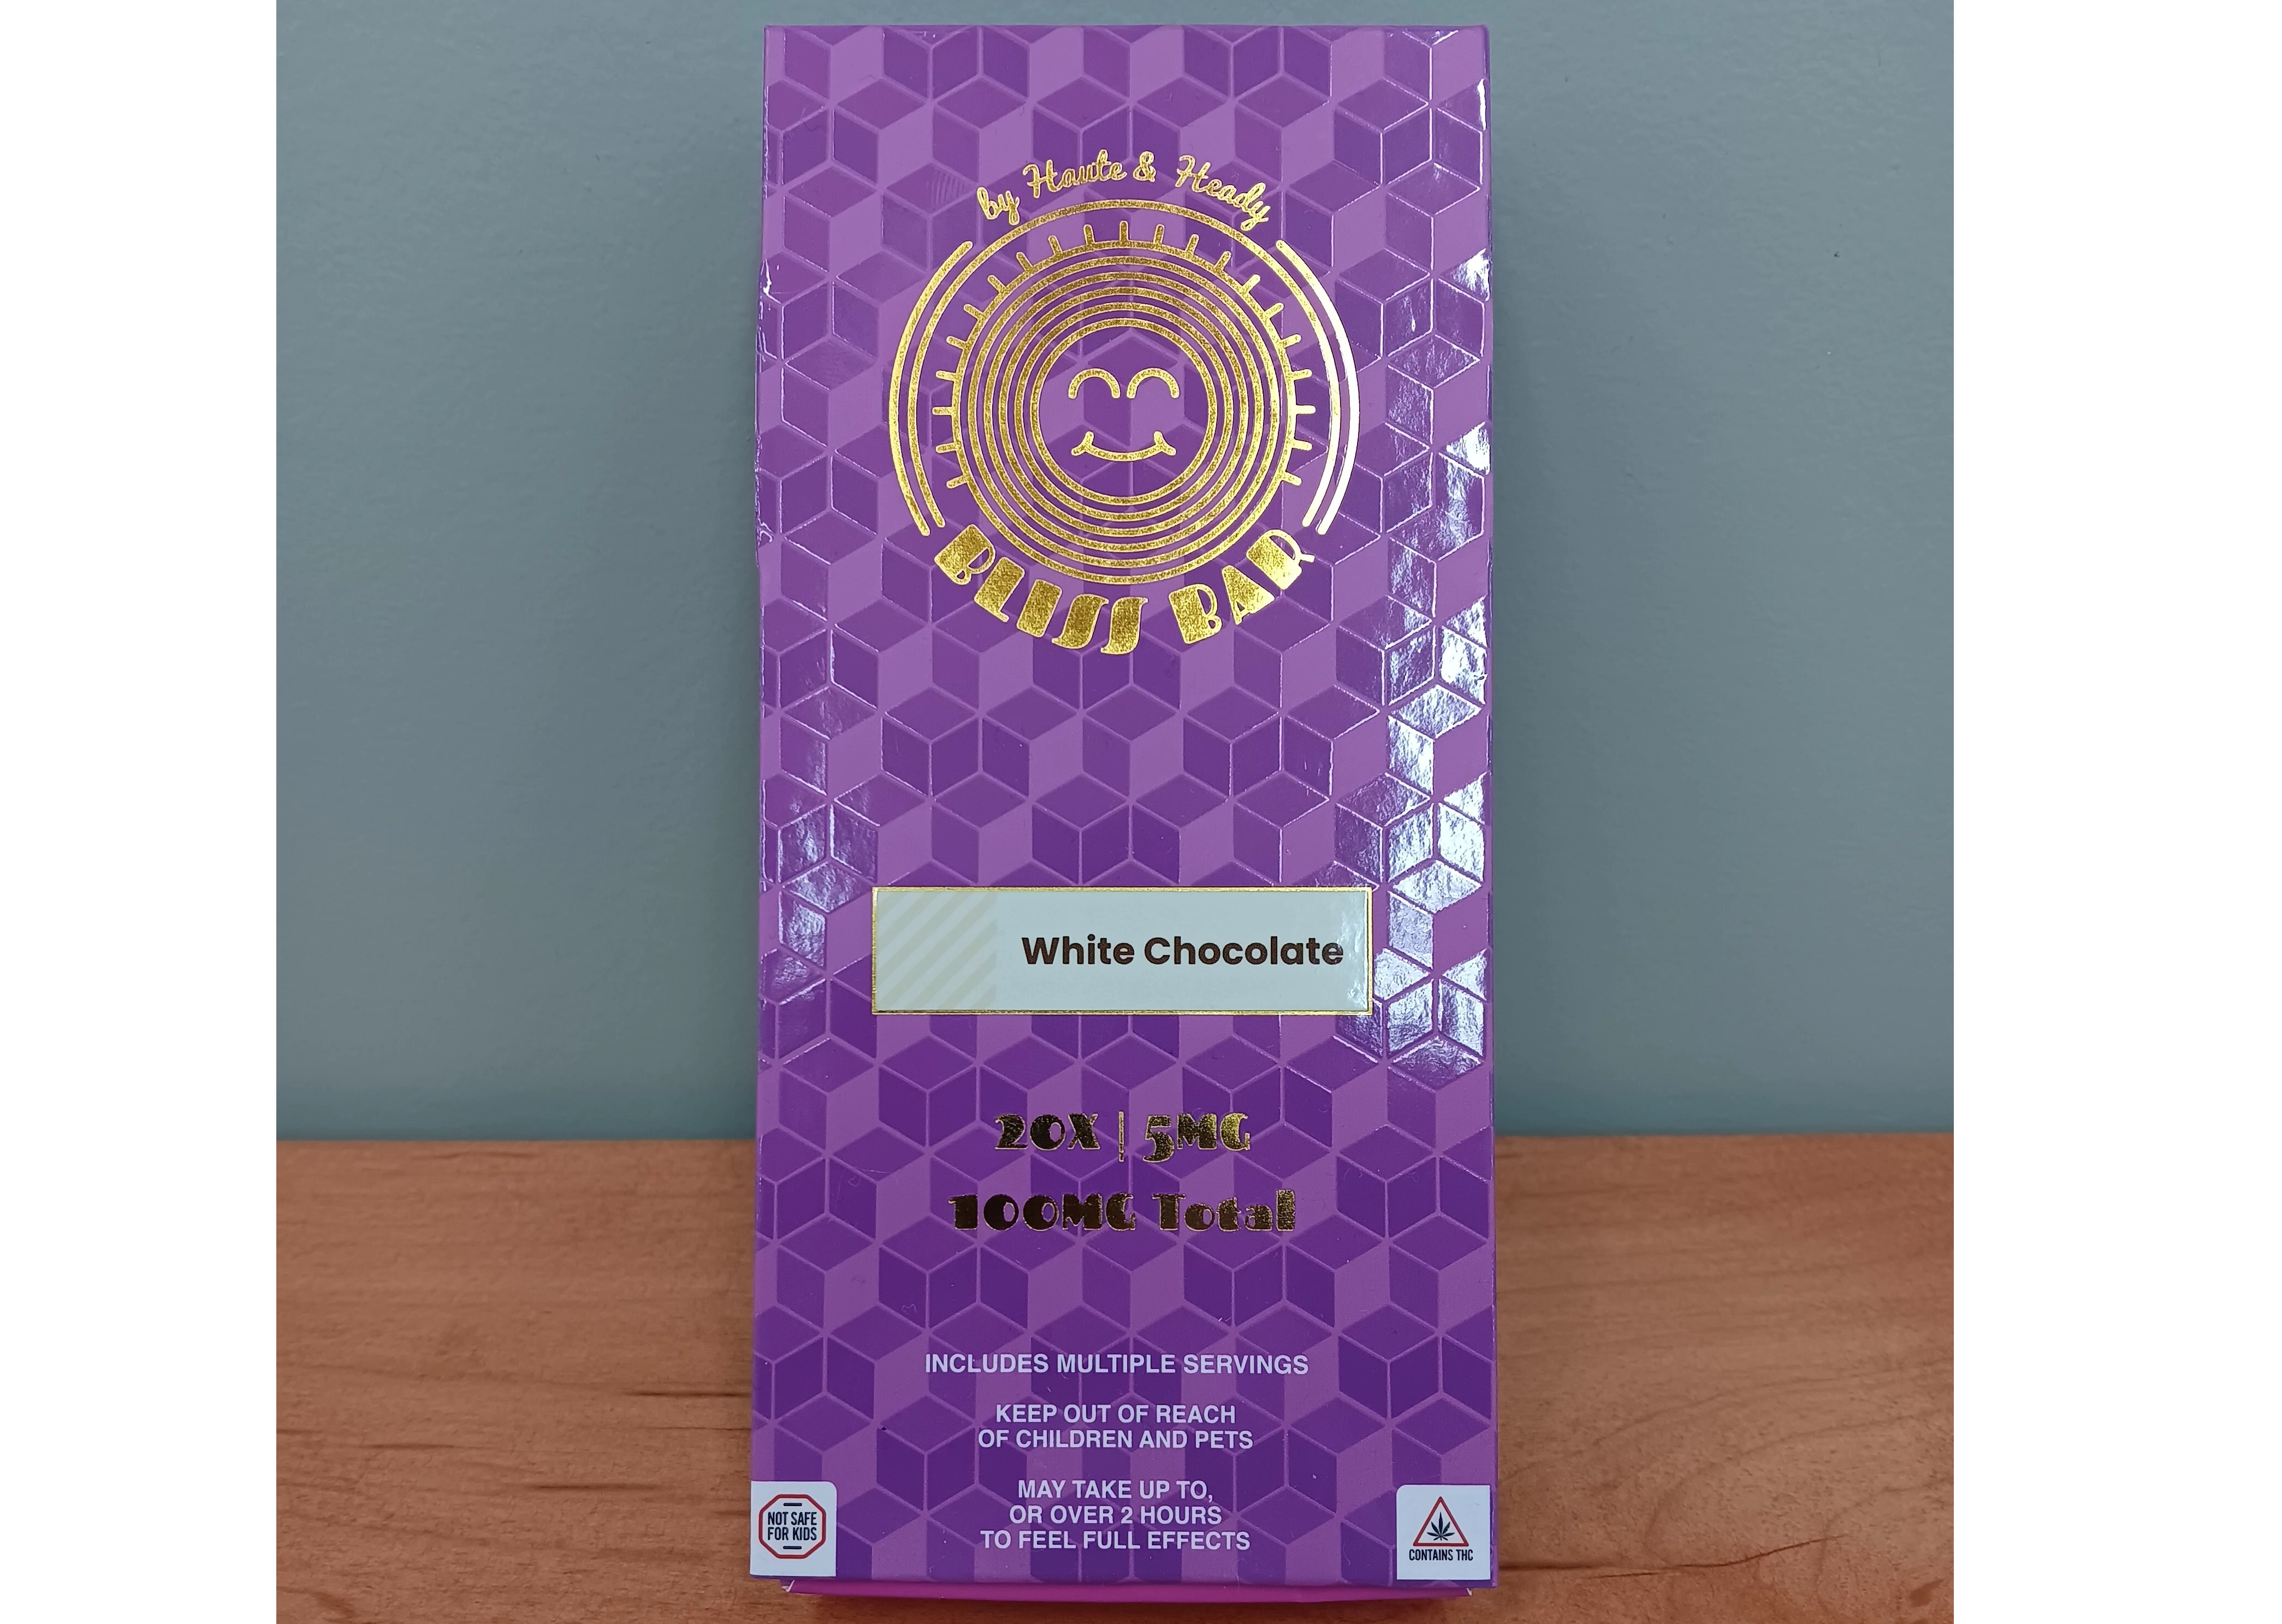 by Haute & Heady
BLISS BAR
White Chocolate
20X | 5MG
100MG Total
INCLUDES MULTIPLE SERVINGS
KEEP OUT OF REACH
OF CHILDREN AND PETS
MAY TAKE UP TO,
OR OVER 2 HOURS
TO FEEL FULL EFFECTS
NOT SAFE
FOR KIDS
CONTAINS THC